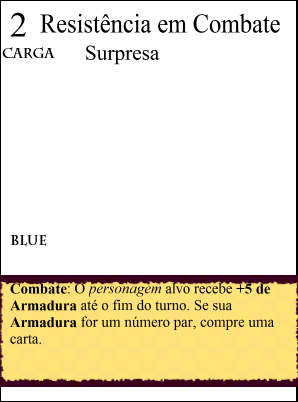 2 Resistência em Combate
CARGA Surpresa
BLUE
Combate: O personagem alvo recebe +5 de
Armadura até o fim do turno. Se sua
Armadura for um número par, compre uma
carta.